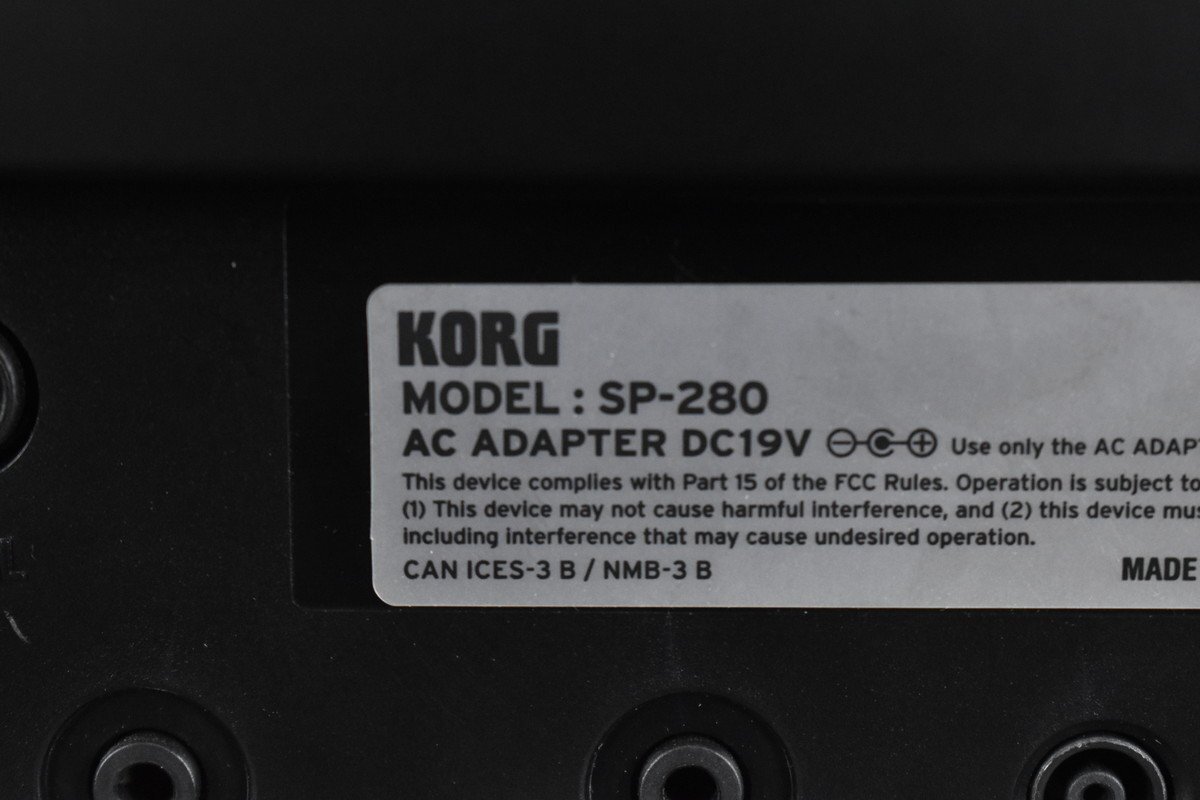 KORG
MODEL : SP-280
AC ADAPTER DC19V Use only the AC
This device complies with Part 15 of the FCC Rules. Operation is subject to
(1) This device may not cause harmful interference, and (2) this device
including interference that may cause undesired operation.
CAN ICES-3 B / NMB-3 B
MADE